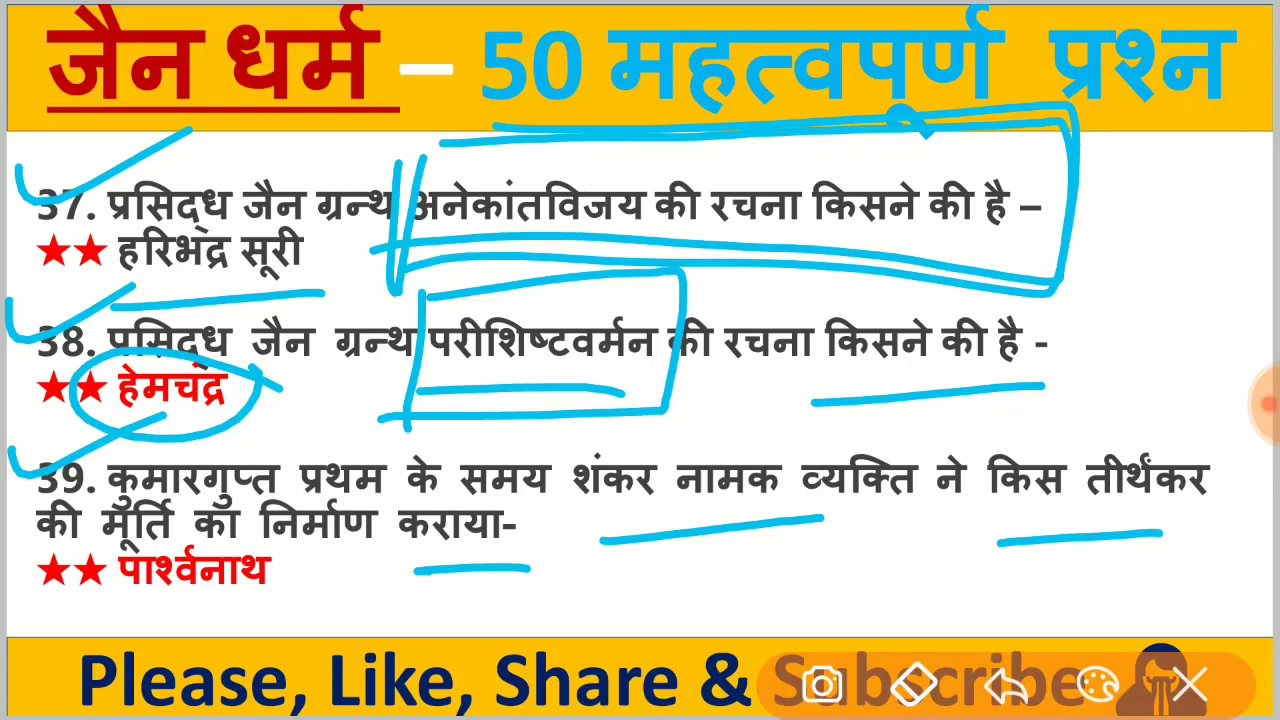 जैन धर्म – 50 महत्वपूर्ण प्रश्न
37. प्रसिद्ध जैन ग्रन्थ अनेकांतविजय की रचना किसने की है –
★★ हरिभद्र सूरी
38. प्रसिद्ध जैन ग्रन्थ परीशिष्टवर्मन की रचना किसने की है -
★★ हेमचंद्र
39. कुमारगुप्त प्रथम के समय शंकर नामक व्यक्ति ने किस तीर्थंकर
की मूर्ति का निर्माण कराया-
★★ पार्श्वनाथ
Please, Like, Share & Subscribe